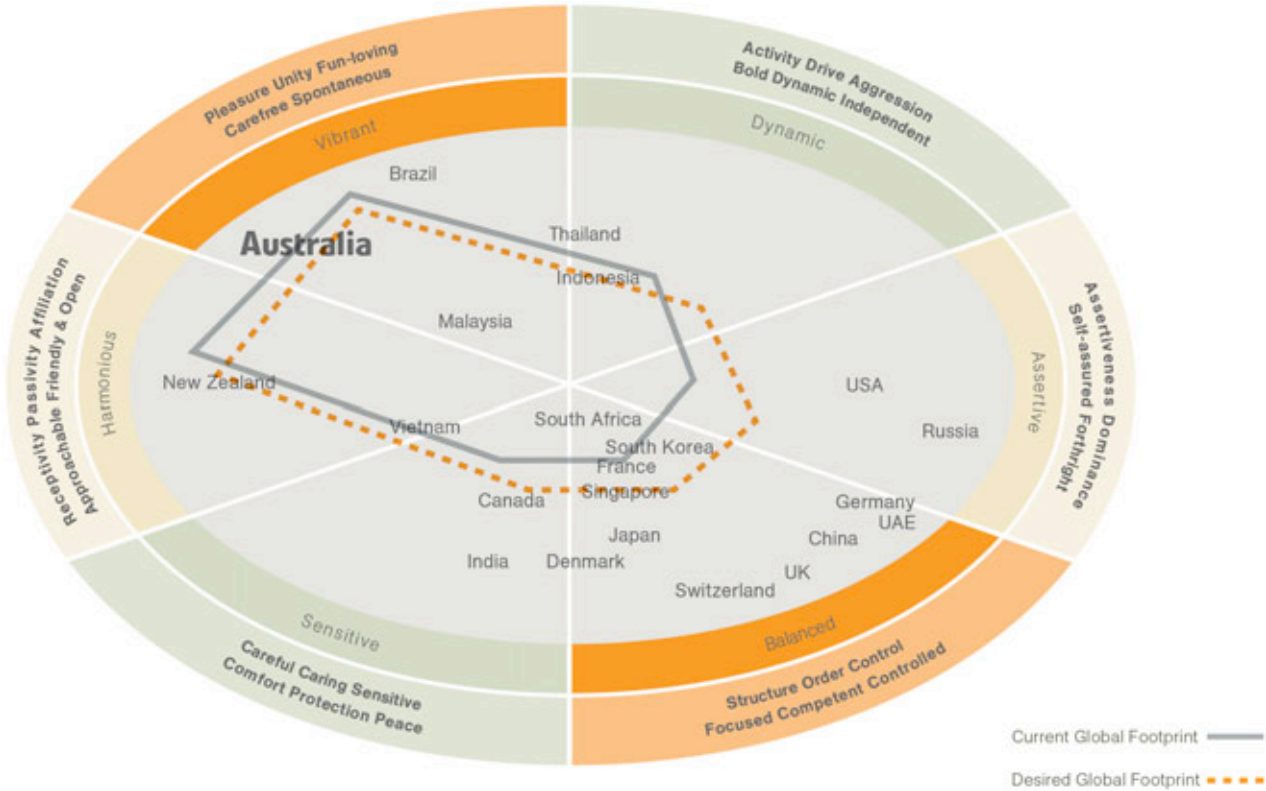 Pleasure Unity Fun-loving
Carefree Spontaneous
Vibrant
Activity Drive Aggression
Bold Dynamic Independent
Dynamic
Brazil
Thailand
Australia
Indonesia
Malaysia
Receptivity Passivity Affiliation
Approachable Friendly & Open
Harmonious
New Zealand
Vietnam
South Africa
South Korea
France
Singapore
Canada
Japan
India
Denmark
Switzerland
UK
China
UAE
Germany
USA
Russia
Assertive
Assertiveness Dominance
Self-assured Forthright
Sensitive
Careful Caring Sensitive
Comfort Protection Peace
Balanced
Structure Order Control
Focused Competent Controlled
Current Global Footprint
Desired Global Footprint